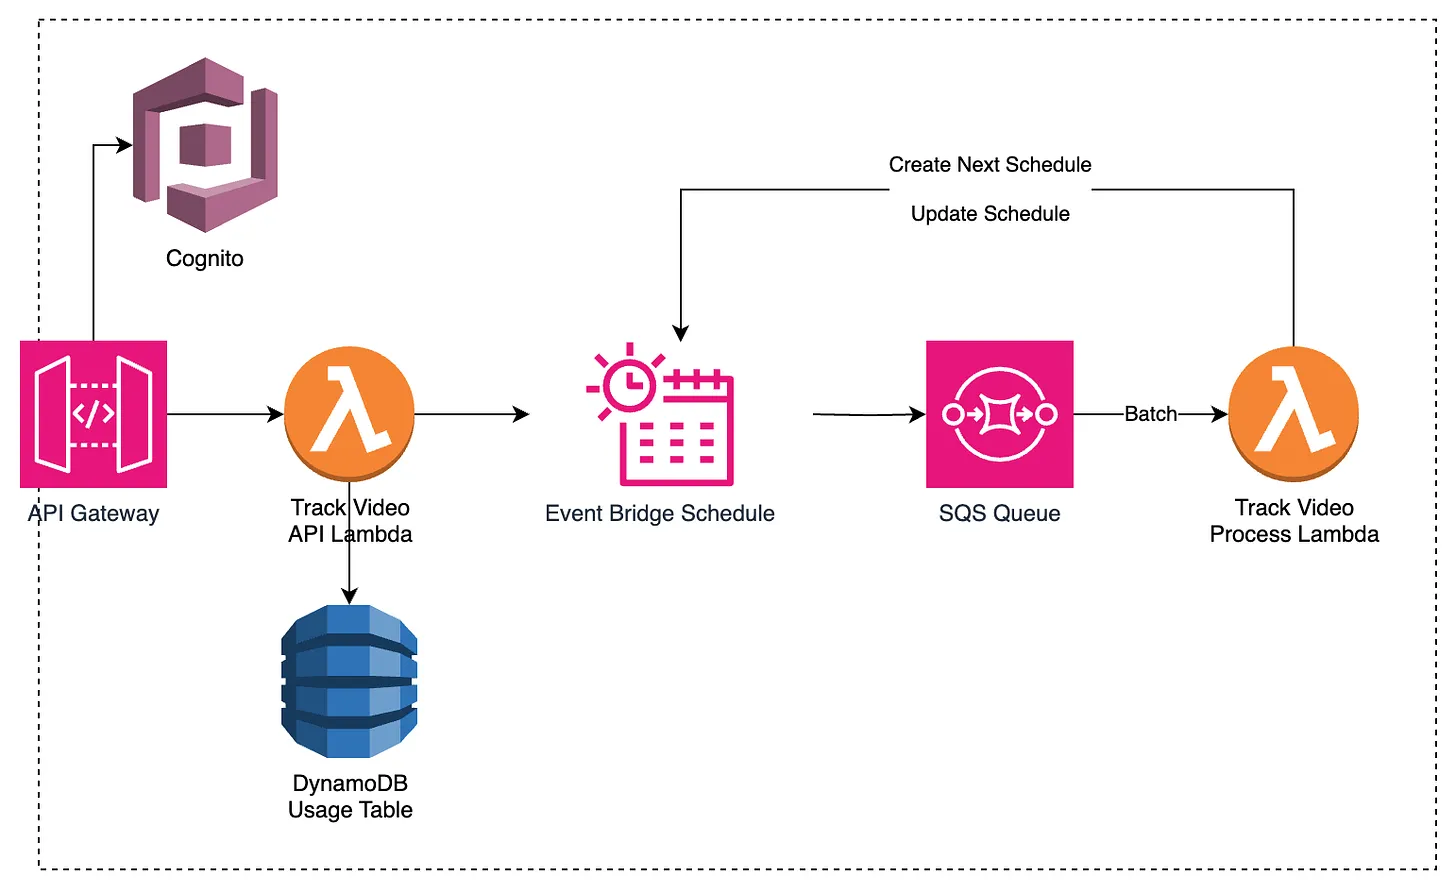 Create Next Schedule
Update Schedule
Cognito
</>
API Gateway
Track Video
API Lambda
Event Bridge Schedule
SQS Queue
Batch
Track Video
Process Lambda
DynamoDB
Usage Table